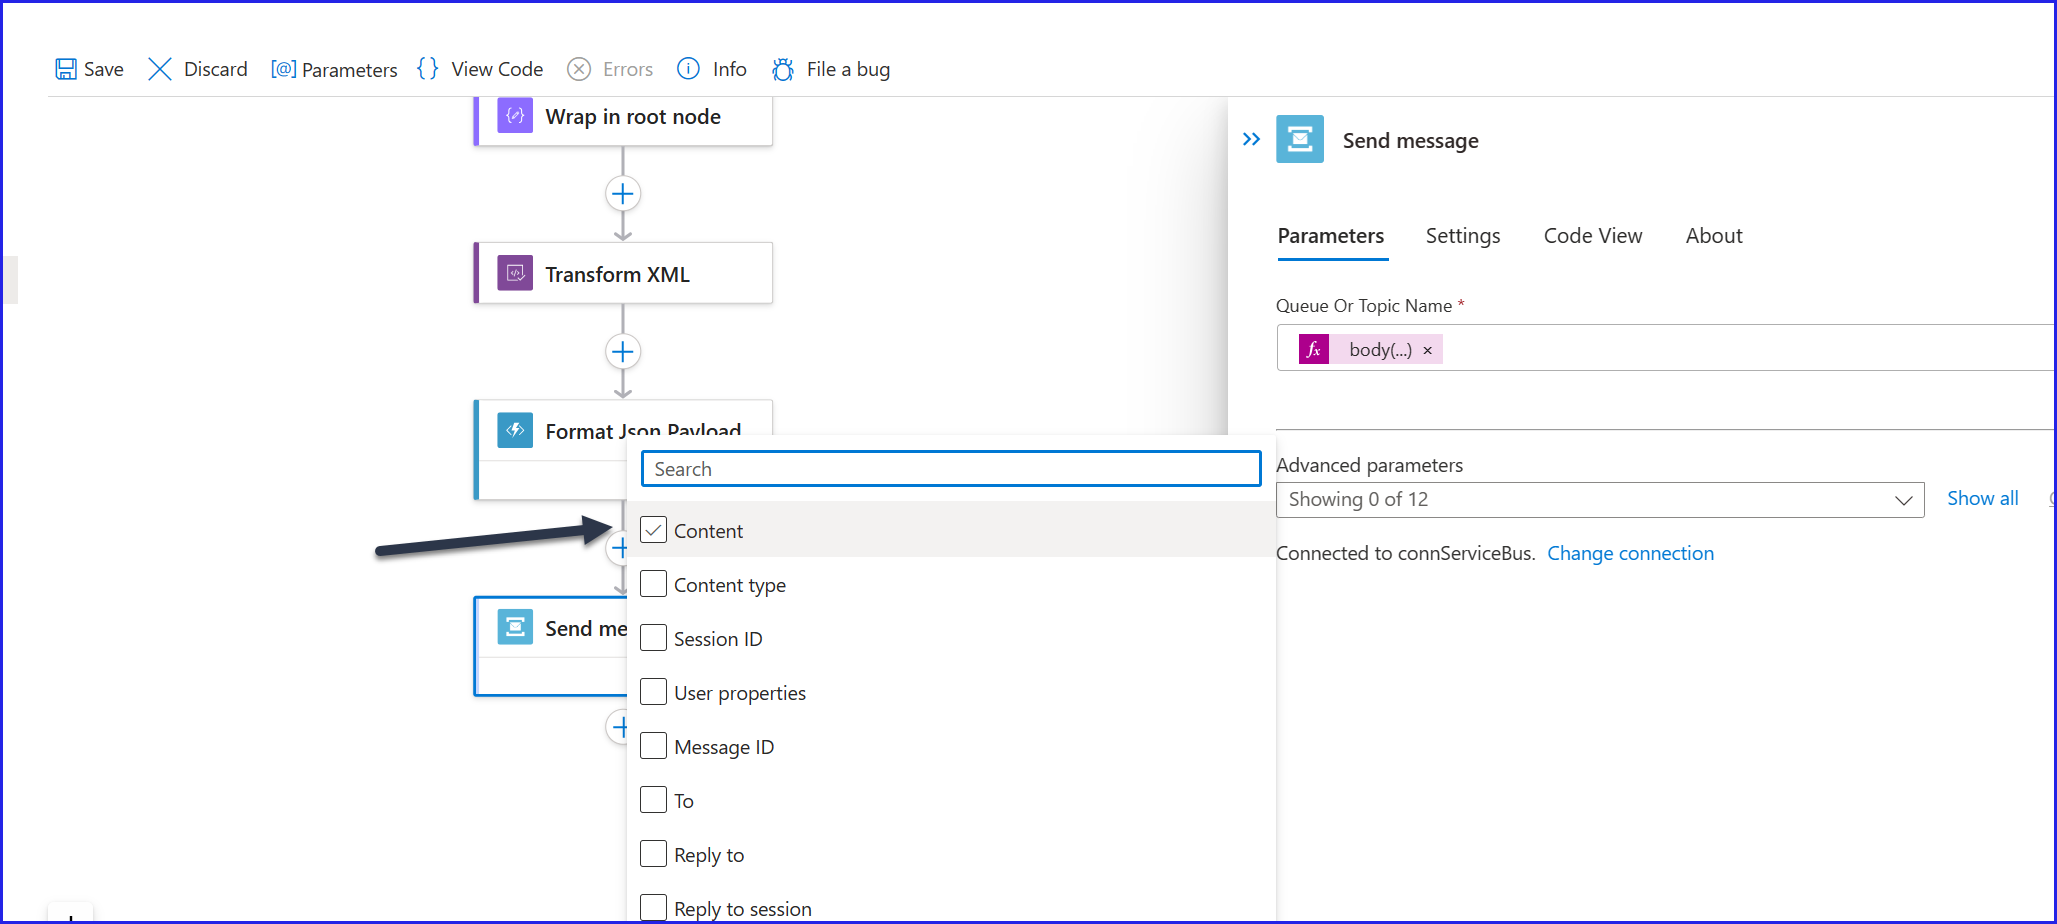 Save Discard [@] Parameters {} View Code Errors Info File a bug
Wrap in root node
Transform XML
Format Json Payload
Send me
Search
Content
Content type
Session ID
User properties
Message ID
To
Reply to
Reply to session
Send message
Parameters Settings Code View About
Queue Or Topic Name *
fx body(...) ×
Advanced parameters
Showing 0 of 12 Show all
Connected to connServiceBus. Change connection